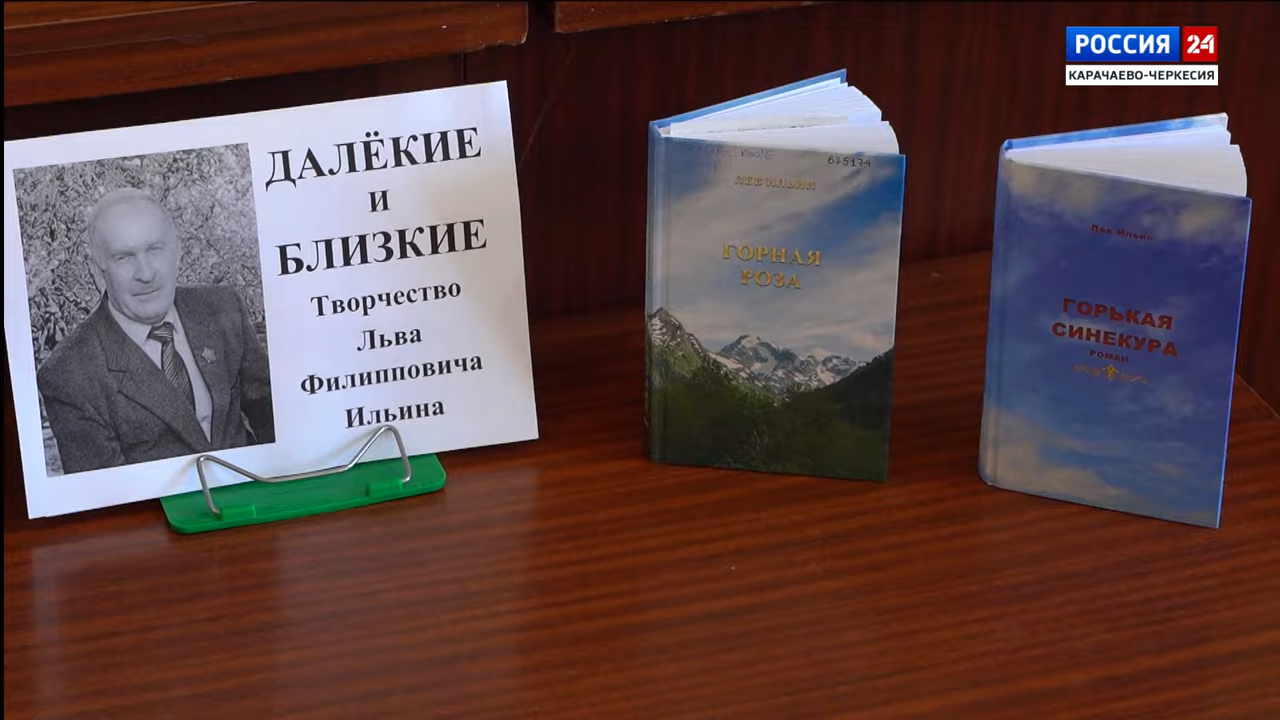 РОССИЯ 24
КАРАЧАЕВО-ЧЕРКЕСИЯ
ДАЛЁКИЕ
и
БЛИЗКИЕ
Творчество
Льва
Филипповича
Ильина
675174
ЛЕВ ИЛЬИН
ГОРНАЯ
РОЗА
Лев Ильин
ГОРЬКАЯ
СИНЕКУРА
РОМАН